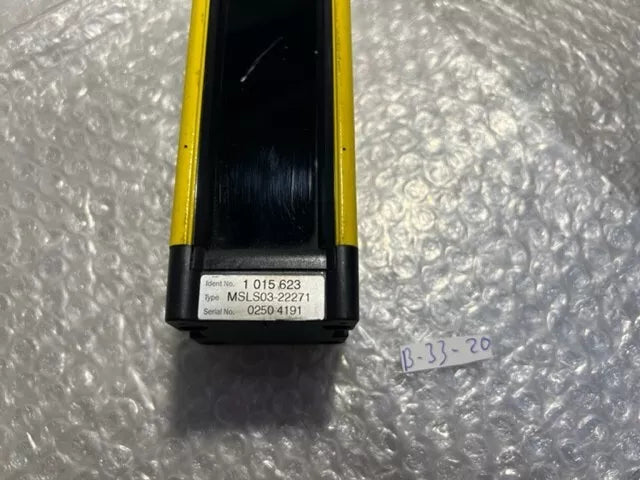 Ident No. 1 015 623
Type MSLS03-22271
Serial No. 0250 4191
B-33-20